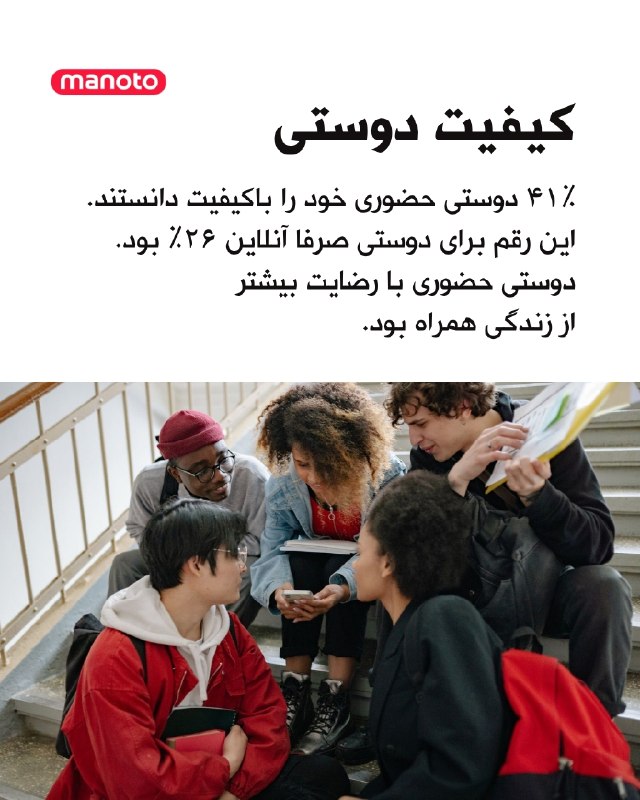 manoto
کیفیت دوستی
۴۱٪ دوستی حضوری خود را باکیفیت دانستند.
این رقم برای دوستی صرفا آنلاین ۲۶٪ بود.
دوستی حضوری با رضایت بیشتر
از زندگی همراه بود.